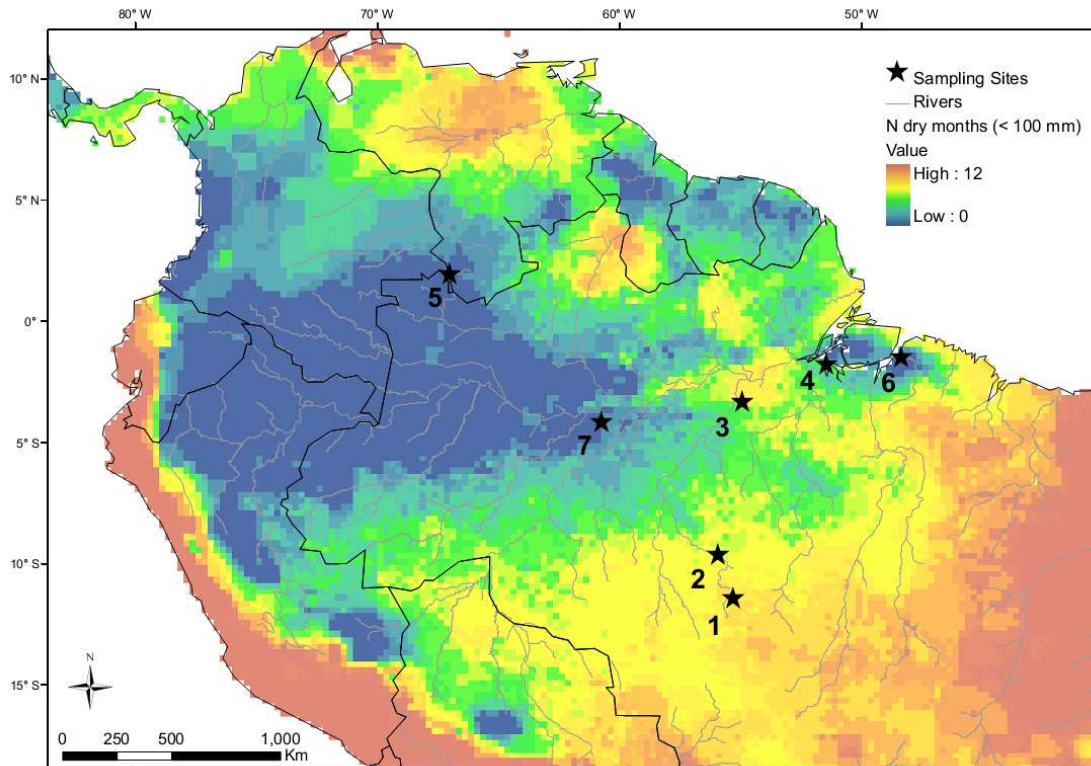 80° W 70° W 60° W 50° W
10° N
5° N
0°
5° S
10° S
15° S
Sampling Sites
Rivers
N dry months (< 100 mm)
Value
High : 12
Low : 0
5
4
6
3
7
2
1
N
0 250 500 1,000
Km